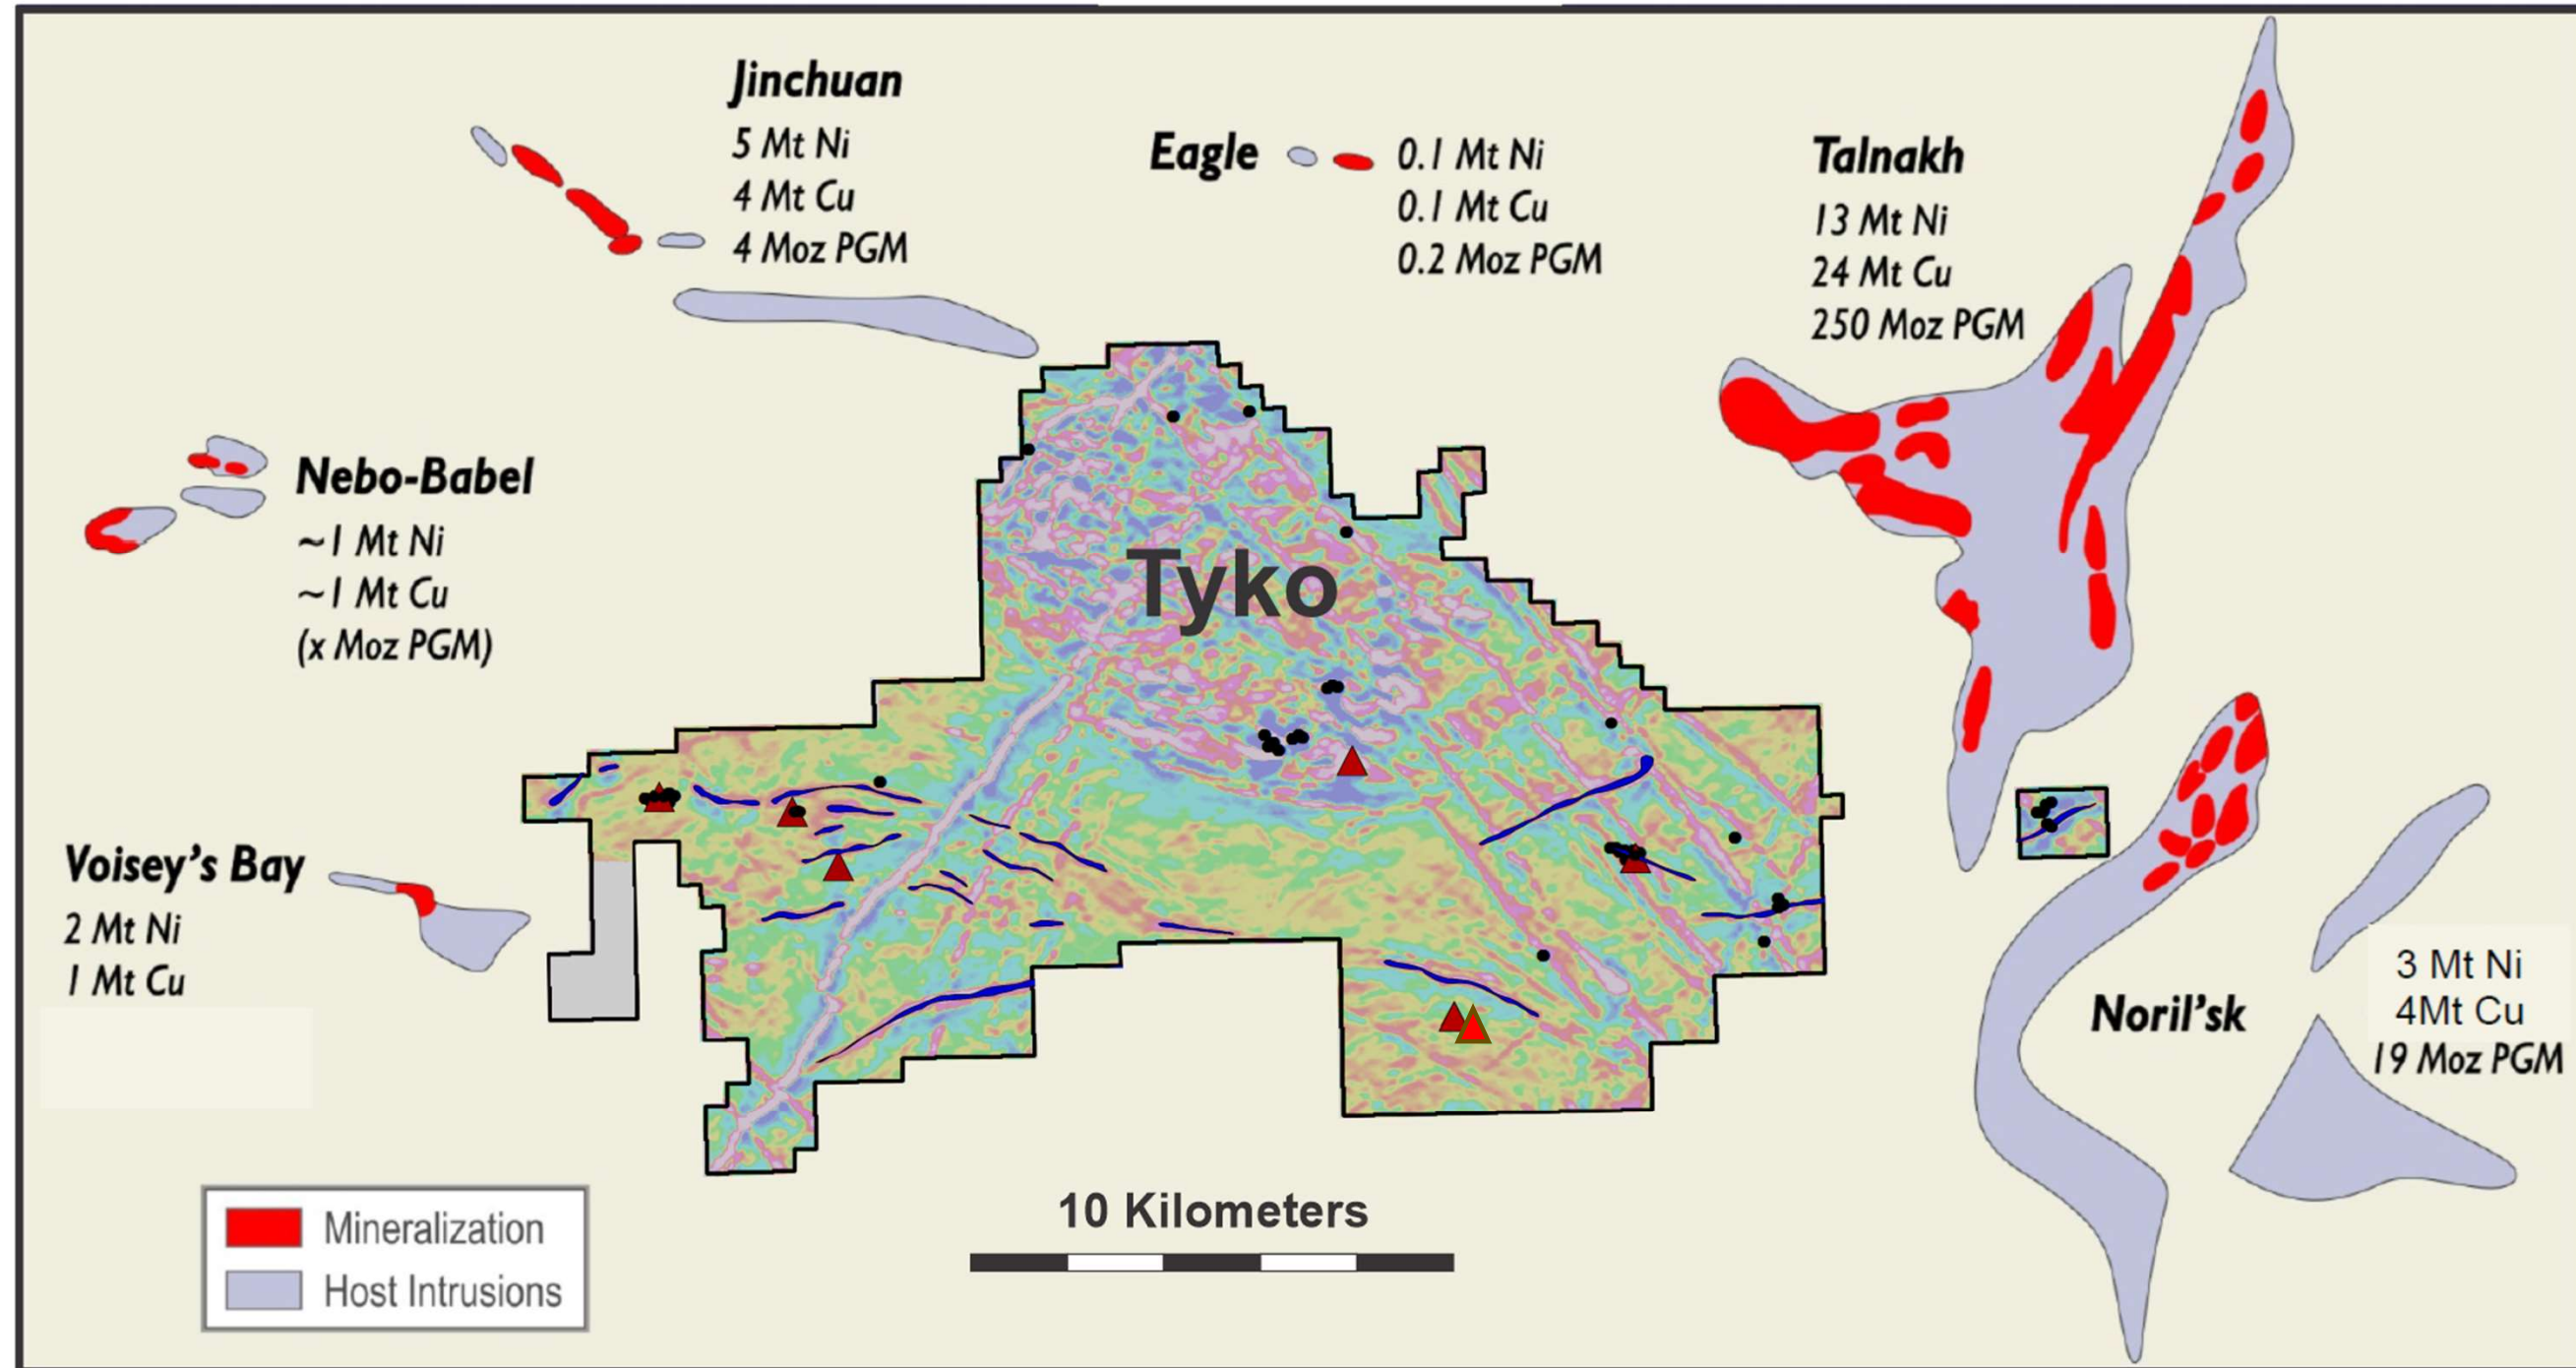 Jinchuan
5 Mt Ni
4 Mt Cu
4 Moz PGM
Eagle
0.1 Mt Ni
0.1 Mt Cu
0.2 Moz PGM
Talnakh
13 Mt Ni
24 Mt Cu
250 Moz PGM
Nebo-Babel
~1 Mt Ni
~1 Mt Cu
(x Moz PGM)
Tyko
Voisey's Bay
2 Mt Ni
1 Mt Cu
Noril'sk
3 Mt Ni
4Mt Cu
19 Moz PGM
Mineralization
Host Intrusions
10 Kilometers